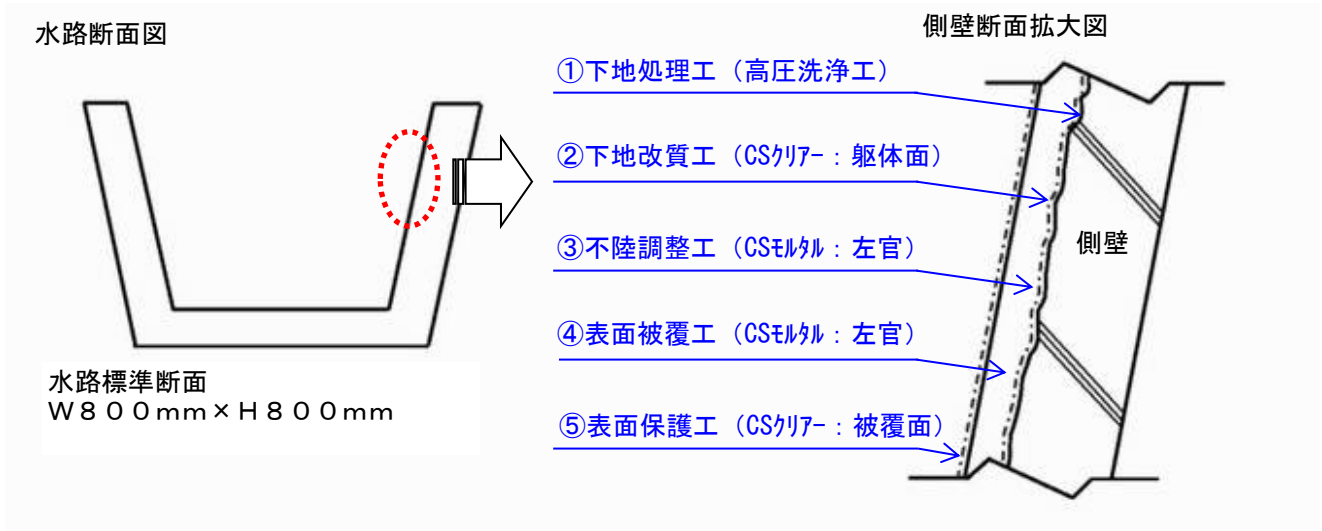 水路断面図
側壁断面拡大図
①下地処理工（高圧洗浄工）
②下地改質工（CSｸﾘｱｰ：躯体面）
③不陸調整工（CSﾓﾙﾀﾙ：左官）
側壁
④表面被覆工（CSﾓﾙﾀﾙ：左官）
⑤表面保護工（CSｸﾘｱｰ：被覆面）
水路標準断面
Ｗ８００mm×Ｈ８００mm